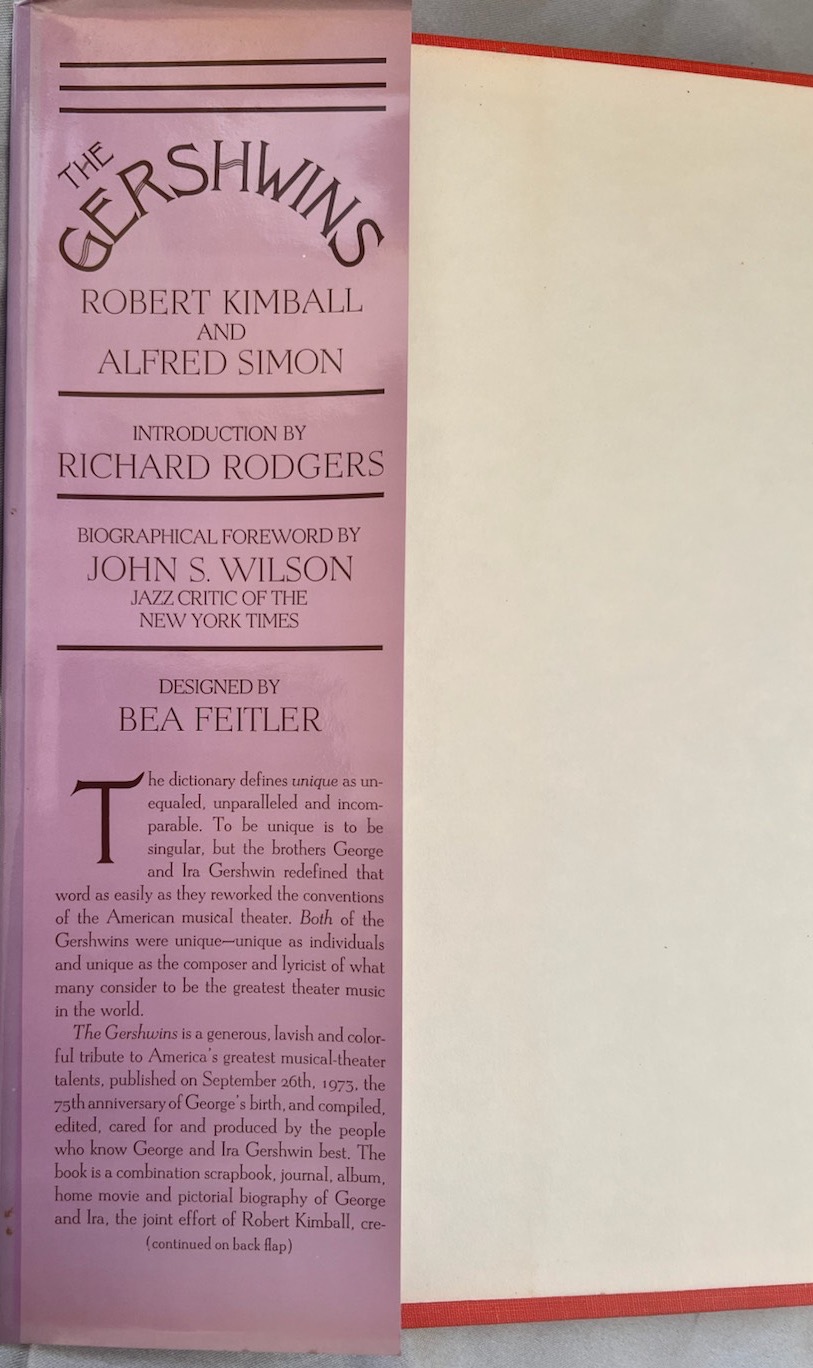 THE
GERSHWINS
ROBERT KIMBALL
AND
ALFRED SIMON
INTRODUCTION BY
RICHARD RODGERS
BIOGRAPHICAL FOREWORD BY
JOHN S. WILSON
JAZZ CRITIC OF THE
NEW YORK TIMES
DESIGNED BY
BEA FEITLER
The dictionary defines unique as un-
equaled, unparalleled and incom-
parable. To be unique is to be
singular, but the brothers George
and Ira Gershwin redefined that
word as easily as they reworked the conventions
of the American musical theater. Both of the
Gershwins were unique—unique as individuals
and unique as the composer and lyricist of what
many consider to be the greatest theater music
in the world.
The Gershwins is a generous, lavish and color-
ful tribute to America's greatest musical-theater
talents, published on September 26th, 1973, the
75th anniversary of George's birth, and compiled,
edited, cared for and produced by the people
who know George and Ira Gershwin best. The
book is a combination scrapbook, journal, album,
home movie and pictorial biography of George
and Ira, the joint effort of Robert Kimball, cre-
(continued on back flap)